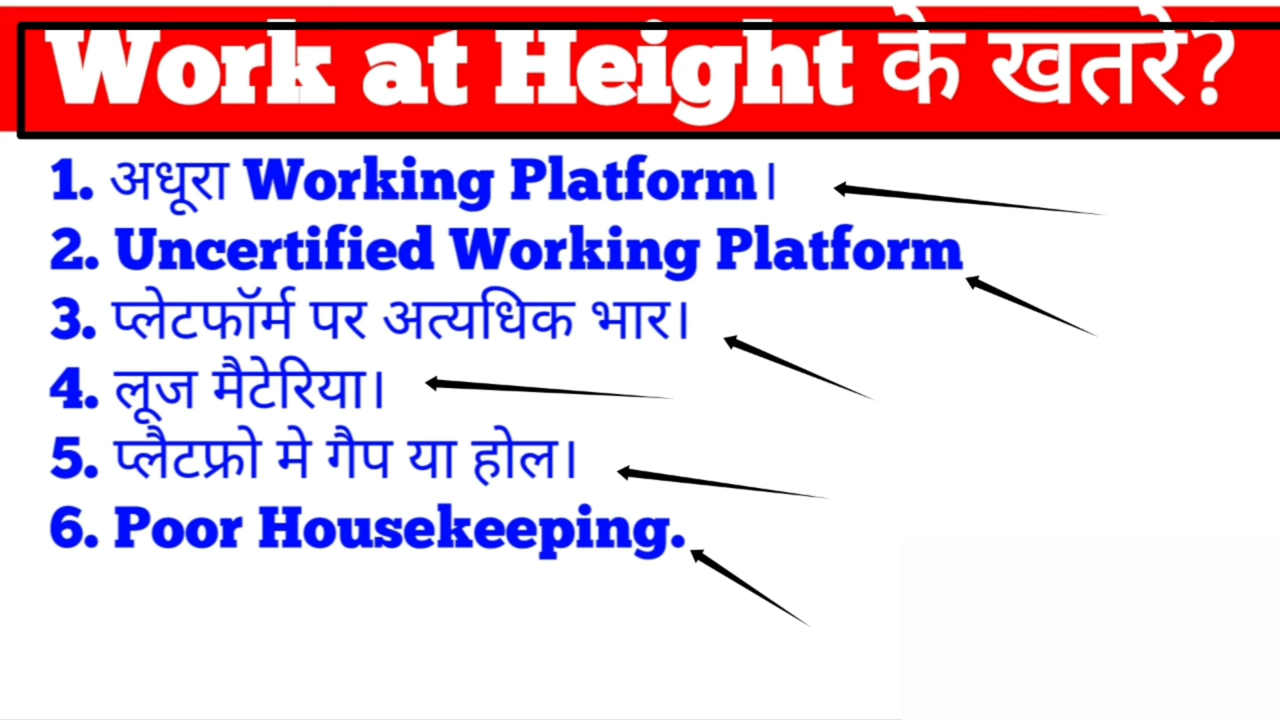 Work at Height के खतरे?
1. अधूरा Working Platform।
2. Uncertified Working Platform
3. प्लेटफॉर्म पर अत्यधिक भार।
4. लूज मैटेरिया।
5. प्लैटफ्रो मे गैप या होल।
6. Poor Housekeeping.